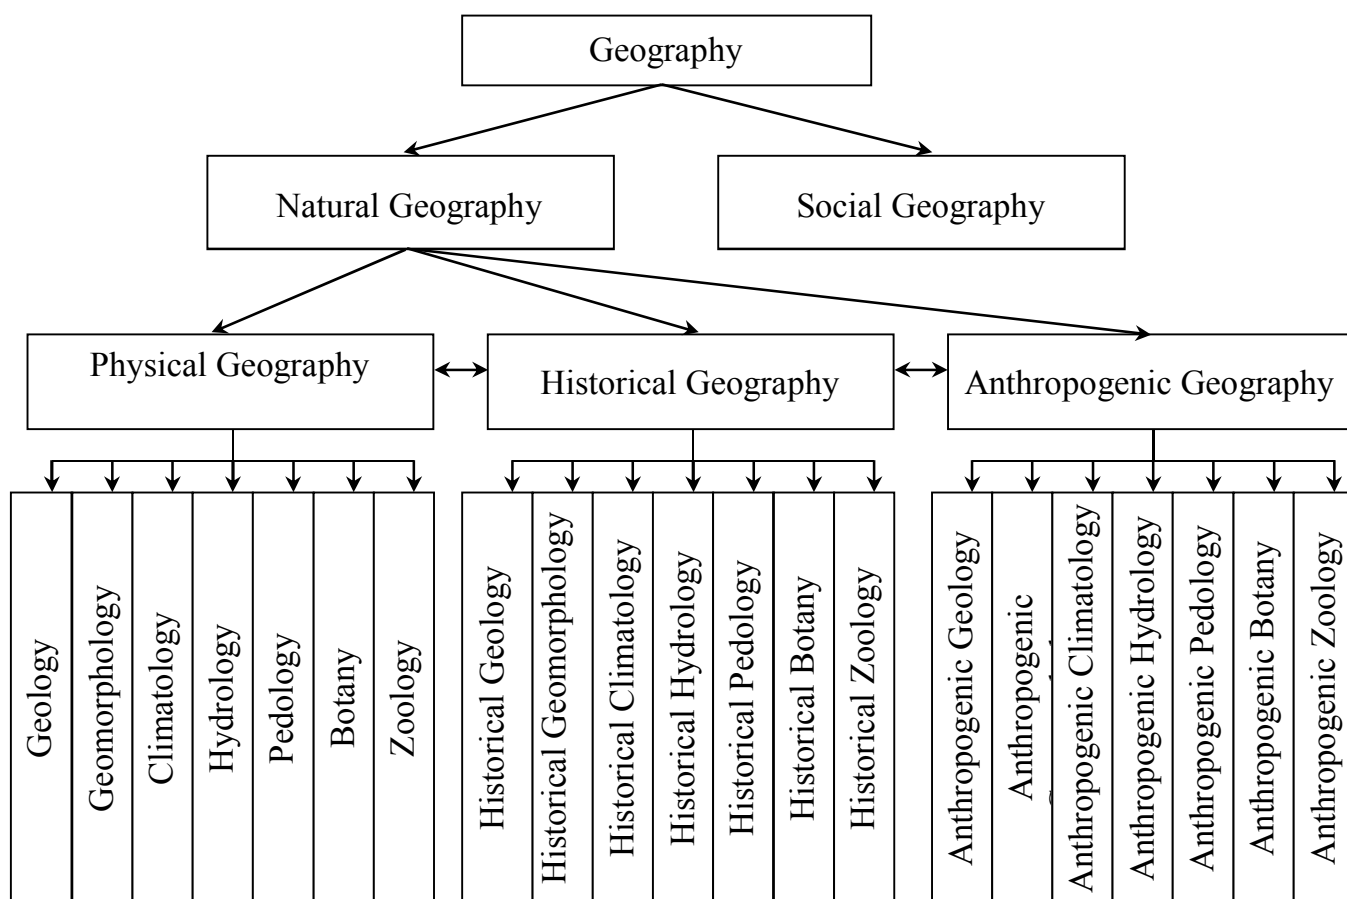 Geography
Natural Geography
Social Geography
Physical Geography
Historical Geography
Anthropogenic Geography
Geology
Geomorphology
Climatology
Hydrology
Pedology
Botany
Zoology
Historical Geology
Historical Geomorphology
Historical Climatology
Historical Hydrology
Historical Pedology
Historical Botany
Historical Zoology
Anthropogenic Geology
Anthropogenic
Anthropogenic Climatology
Anthropogenic Hydrology
Anthropogenic Pedology
Anthropogenic Botany
Anthropogenic Zoology